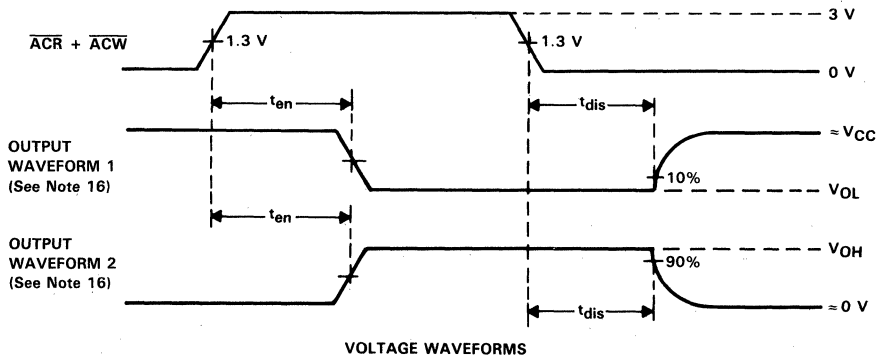 3 V
ACR + ACW
1.3 V
1.3 V
0 V
ten
tdis
≈ VCC
OUTPUT
WAVEFORM 1
(See Note 16)
10%
VOL
ten
OUTPUT
WAVEFORM 2
(See Note 16)
VOH
90%
tdis
≈ 0 V
VOLTAGE WAVEFORMS